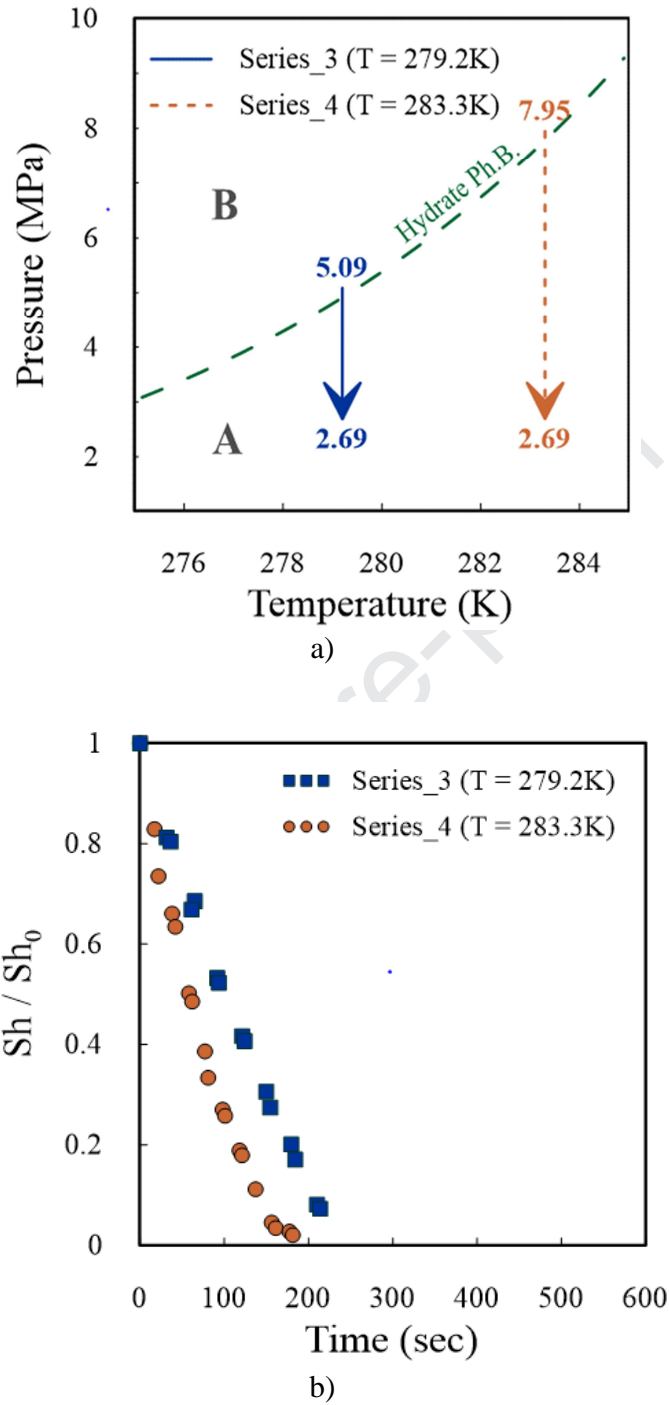 10
Series_3 (T = 279.2K)
Series_4 (T = 283.3K)
7.95
8
Hydrate Ph.B.
B
6
5.09
Pressure (MPa)
4
A
2.69
2.69
2
276 278 280 282 284
Temperature (K)
a)
1
Series_3 (T = 279.2K)
Series_4 (T = 283.3K)
0.8
0.6
Sh / Sh₀
0.4
0.2
0
0 100 200 300 400 500 600
Time (sec)
b)